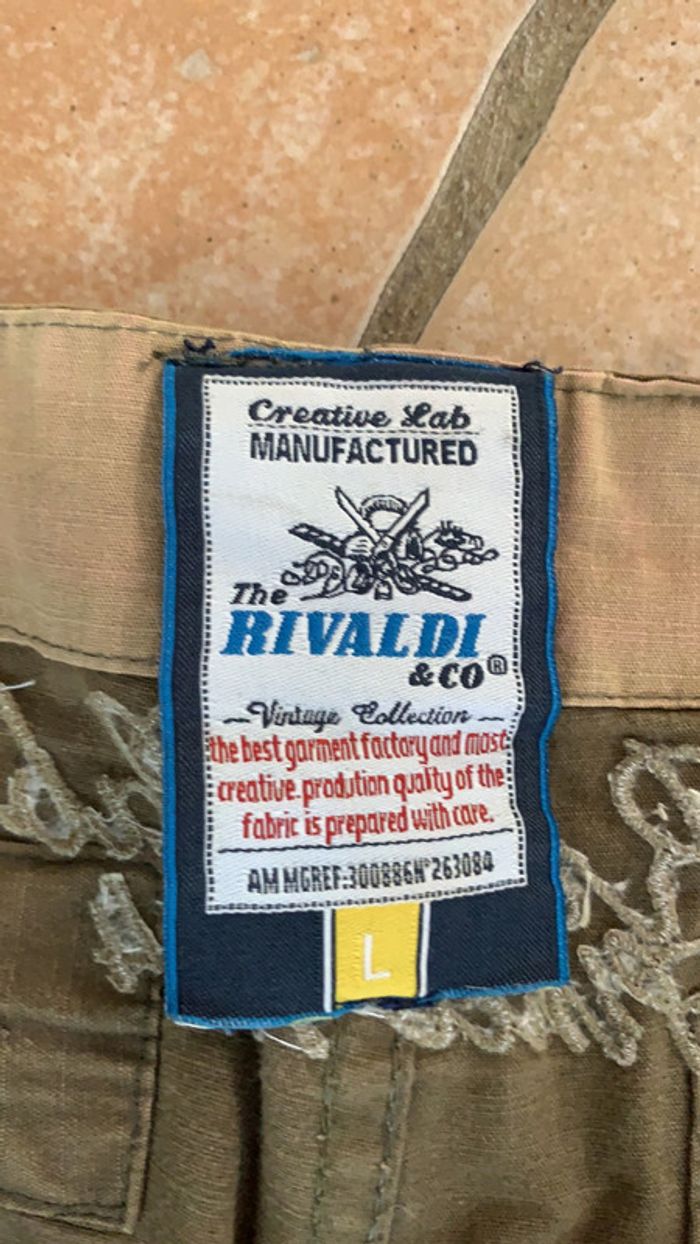 Creative Lab
MANUFACTURED
The
RIVALDI
&CO®
Vintage Collection
the best garment factory and most
creative.prodution quality of the
fabric is prepared with care.
AM MGREF:300886N°263084
L